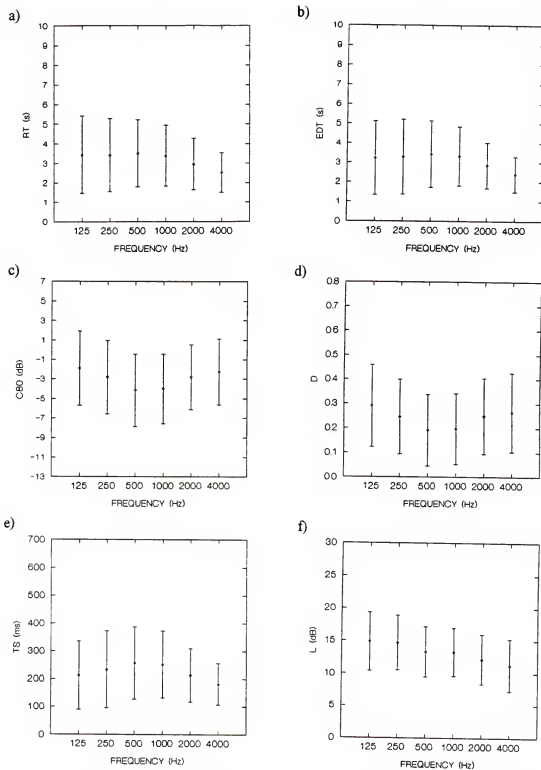 a)
10
9
8
7
6
5
4
3
2
1
0
RT (s)
125 250 500 1000 2000 4000
FREQUENCY (Hz)
b)
10
9
8
7
6
5
4
3
2
1
0
EDT (s)
125 250 500 1000 2000 4000
FREQUENCY (Hz)
c)
7
5
3
1
-1
-3
-5
-7
-9
-11
-13
C80 (dB)
125 250 500 1000 2000 4000
FREQUENCY (Hz)
d)
0.8
0.7
0.6
0.5
0.4
0.3
0.2
0.1
0.0
D
125 250 500 1000 2000 4000
FREQUENCY (Hz)
e)
700
600
500
400
300
200
100
0
TS (ms)
125 250 500 1000 2000 4000
FREQUENCY (Hz)
f)
30
25
20
15
10
5
0
L (dB)
125 250 500 1000 2000 4000
FREQUENCY (Hz)